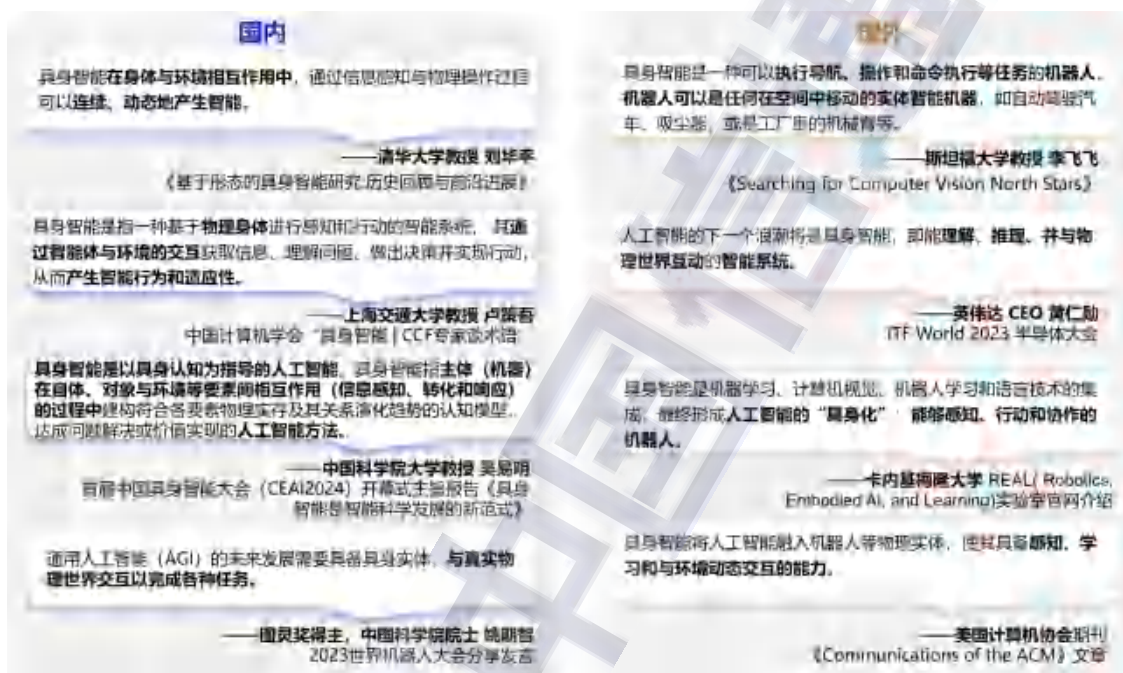 国内
具身智能在身体与环境相互作用中，通过信息感知与物理操作过程
可以连续、动态地产生智能。
——清华大学教授 刘华平
《基于形态的具身智能研究:历史回顾与前沿进展》
具身智能是指一种基于物理身体进行感知和行动的智能系统，其通
过智能体与环境的交互获取信息、理解问题、做出决策并实现行动，
从而产生智能行为和适应性。
——上海交通大学教授 卢策吾
中国计算机学会“具身智能 | CCF专家谈术语”
具身智能是以具身认知为指导的人工智能。具身智能指主体（机器）
在自体、对象与环境等要素间相互作用（信息感知、转化和响应）
的过程中建构符合各要素物理实存及其关系演化趋势的认知模型，
达成问题解决或价值实现的人工智能方法。
——中国科学院大学教授 吴易明
首届中国具身智能大会（CEAI2024）开幕式主旨报告《具身
智能是智能科学发展的新范式》
通用人工智能（AGI）的未来发展需要具备具身实体，与真实物
理世界交互以完成各种任务。
——图灵奖得主，中国科学院院士 姚期智
2023世界机器人大会分享发言
国外
具身智能是一种可以执行导航、操作和命令执行等任务的机器人，
机器人可以是任何在空间中移动的实体智能机器，如自动驾驶汽
车、吸尘器，或是工厂里的机械臂等。
——斯坦福大学教授 李飞飞
《Searching for Computer Vision North Stars》
人工智能的下一个浪潮将是具身智能，即能理解、推理、并与物
理世界互动的智能系统。
——英伟达 CEO 黄仁勋
ITF World 2023 半导体大会
具身智能是机器学习、计算机视觉、机器人学习和语言技术的集
成，最终形成人工智能的“具身化”：能够感知、行动和协作的
机器人。
——卡内基梅隆大学 REAL( Robotics,
Embodied AI, and Learning)实验室官网介绍
具身智能将人工智能融入机器人等物理实体，使其具备感知、学
习和与环境动态交互的能力。
——美国计算机协会期刊
《Communications of the ACM》文章